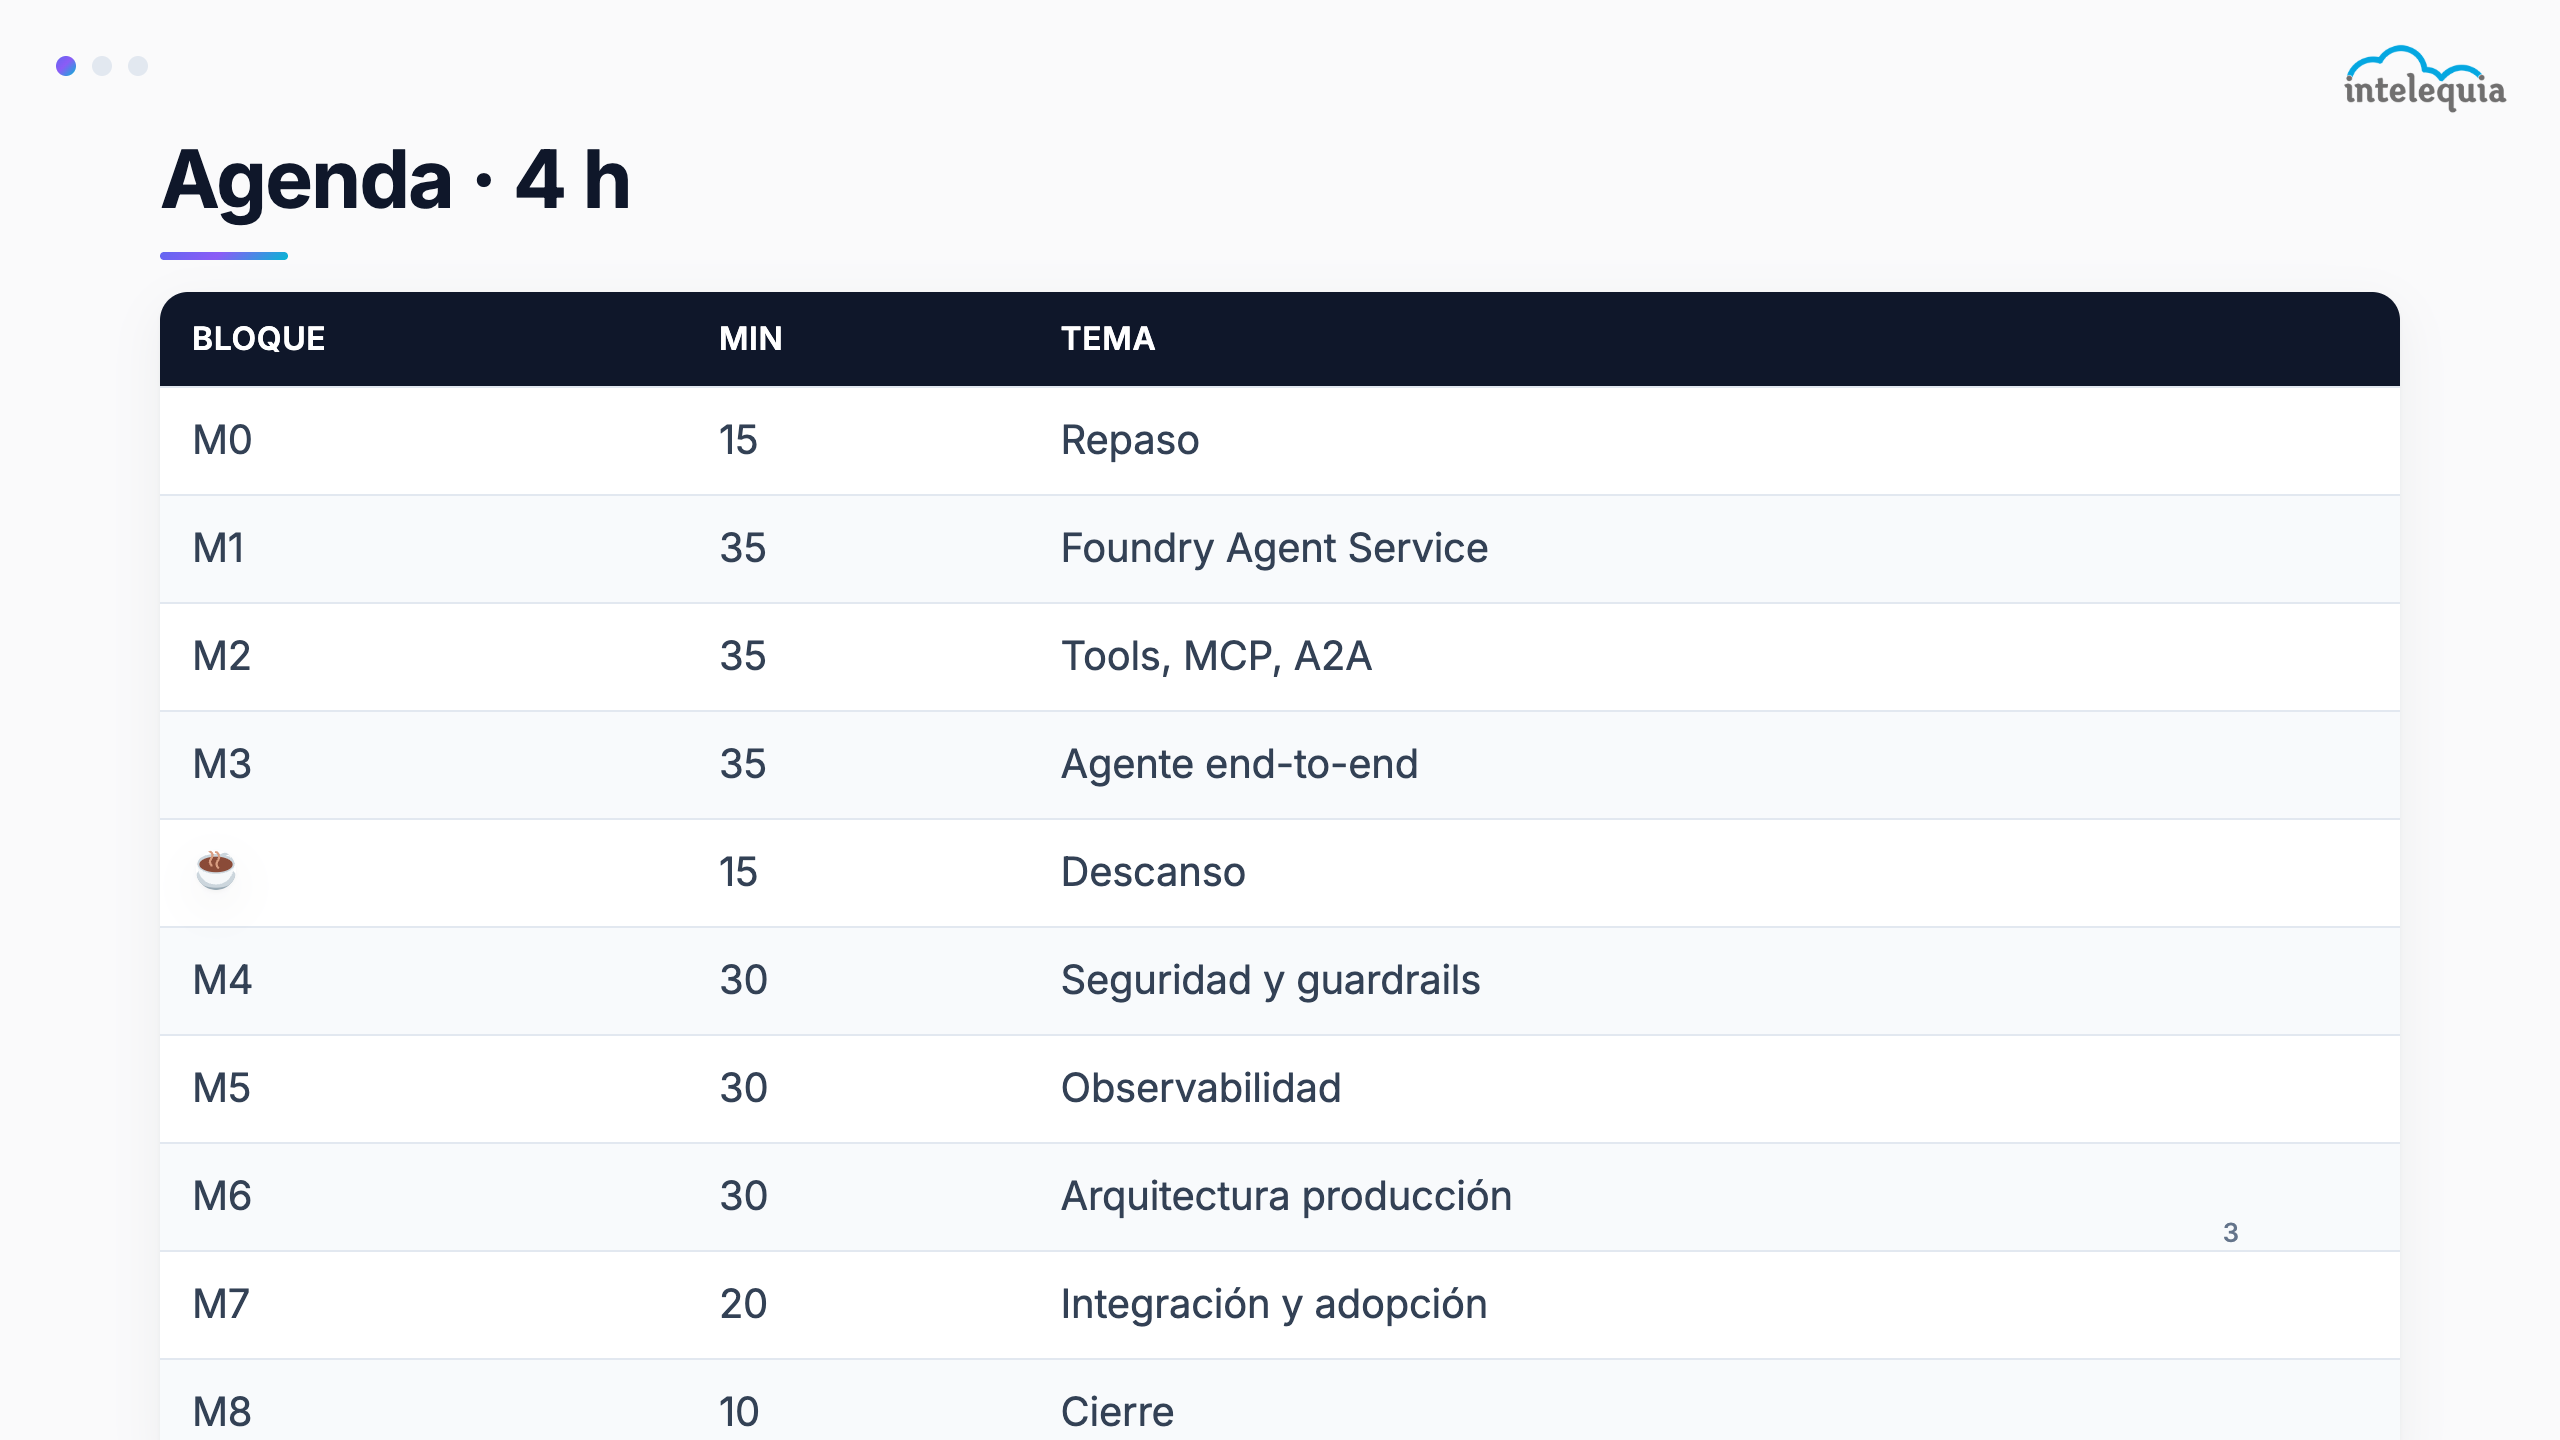 intelequia
Agenda · 4 h
BLOQUE MIN TEMA
M0 15 Repaso
M1 35 Foundry Agent Service
M2 35 Tools, MCP, A2A
M3 35 Agente end-to-end
☕ 15 Descanso
M4 30 Seguridad y guardrails
M5 30 Observabilidad
M6 30 Arquitectura producción
3
M7 20 Integración y adopción
M8 10 Cierre